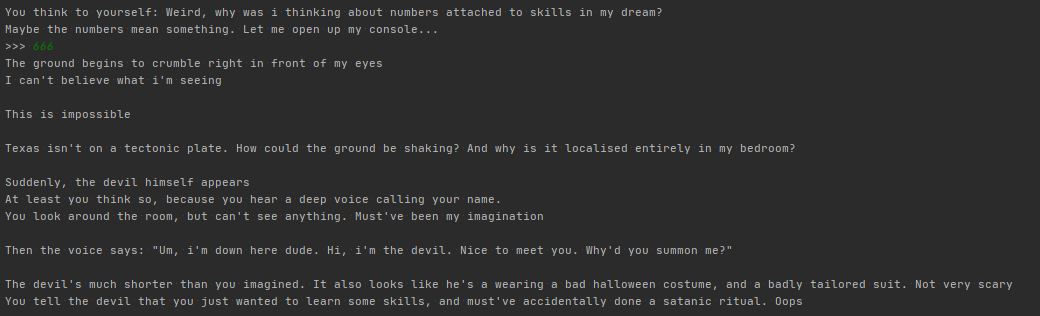 You think to yourself: Weird, why was i thinking about numbers attached to skills in my dream?
Maybe the numbers mean something. Let me open up my console...
>>> 666
The ground begins to crumble right in front of my eyes
I can't believe what i'm seeing
This is impossible
Texas isn't on a tectonic plate. How could the ground be shaking? And why is it localised entirely in my bedroom?
Suddenly, the devil himself appears
At least you think so, because you hear a deep voice calling your name.
You look around the room, but can't see anything. Must've been my imagination
Then the voice says: "Um, i'm down here dude. Hi, i'm the devil. Nice to meet you. Why'd you summon me?"
The devil's much shorter than you imagined. It also looks like he's a wearing a bad halloween costume, and a badly tailored suit. Not very scary
You tell the devil that you just wanted to learn some skills, and must've accidentally done a satanic ritual. Oops